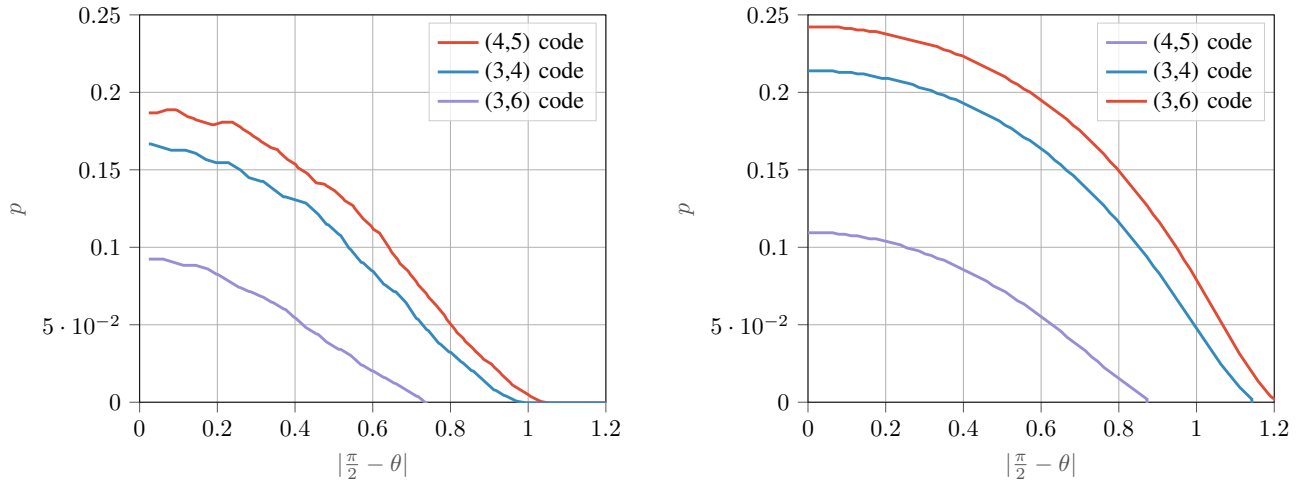 0.25
0.2
0.15
0.1
5 · 10⁻²
0
p
0 0.2 0.4 0.6 0.8 1 1.2
|π/2 − θ|
(4,5) code
(3,4) code
(3,6) code
0.25
0.2
0.15
0.1
5 · 10⁻²
0
p
0 0.2 0.4 0.6 0.8 1 1.2
|π/2 − θ|
(4,5) code
(3,4) code
(3,6) code